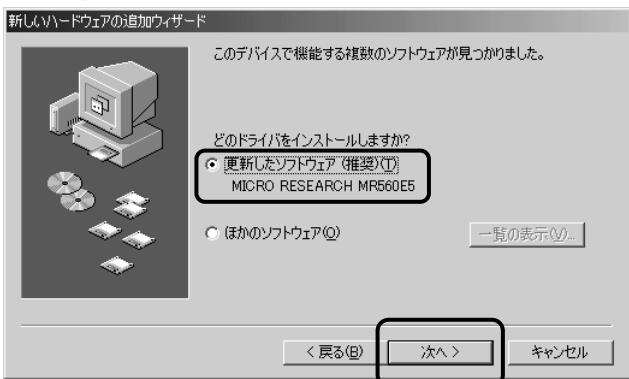 新しいハードウェアの追加ウィザード
このデバイスで機能する複数のソフトウェアが見つかりました。
どのドライバをインストールしますか?
更新したソフトウェア (推奨)(T)
MICRO RESEARCH MR560E5
ほかのソフトウェア(O)
一覧の表示(V)...
< 戻る(B)
次へ >
キャンセル